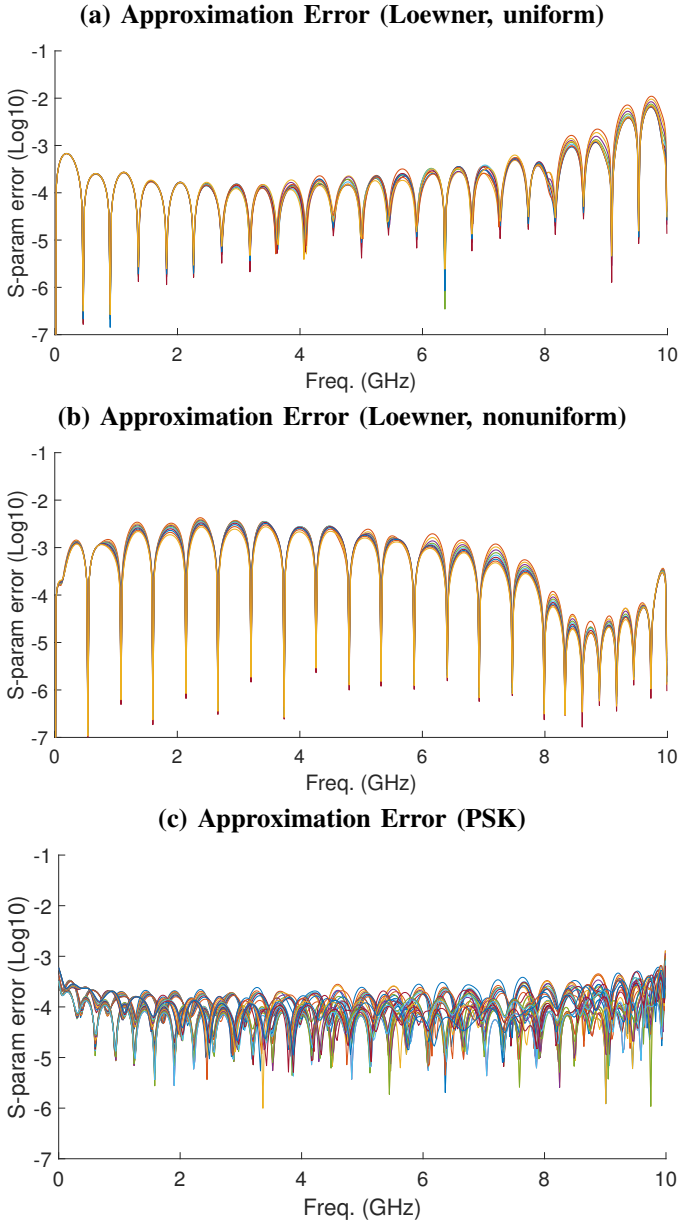 (a) Approximation Error (Loewner, uniform)
-1
-2
-3
-4
-5
-6
-7
S-param error (Log10)
0 2 4 6 8 10
Freq. (GHz)
(b) Approximation Error (Loewner, nonuniform)
-1
-2
-3
-4
-5
-6
-7
S-param error (Log10)
0 2 4 6 8 10
Freq. (GHz)
(c) Approximation Error (PSK)
-1
-2
-3
-4
-5
-6
-7
S-param error (Log10)
0 2 4 6 8 10
Freq. (GHz)